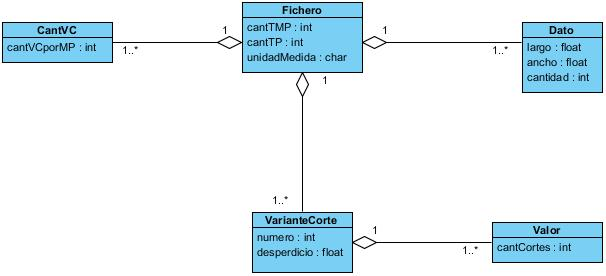 Fichero
cantTMP : int
cantTP : int
unidadMedida : char
CantVC
cantVCporMP : int
1
1..*
1
1..*
Dato
largo : float
ancho : float
cantidad : int
1
1..*
VarianteCorte
numero : int
desperdicio : float
1
1..*
Valor
cantCortes : int